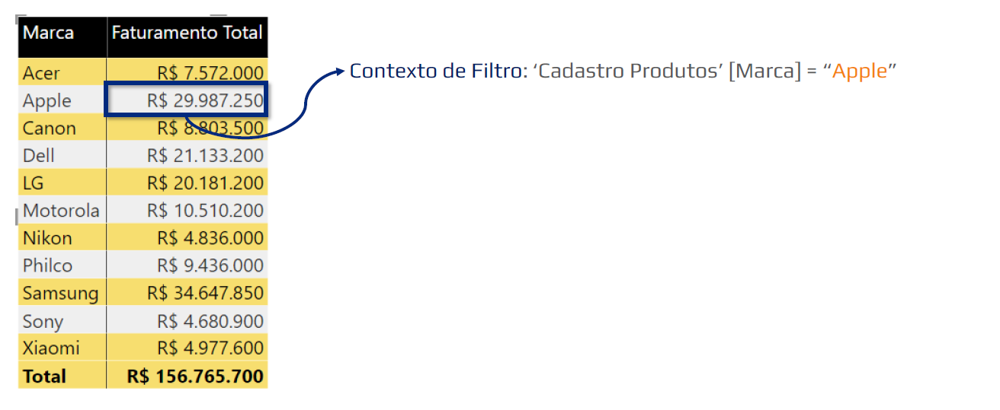 Marca Faturamento Total
Acer R$ 7.572.000
Contexto de Filtro: ‘Cadastro Produtos’ [Marca] = “Apple”
Apple R$ 29.987.250
Canon R$ 8.803.500
Dell R$ 21.133.200
LG R$ 20.181.200
Motorola R$ 10.510.200
Nikon R$ 4.836.000
Philco R$ 9.436.000
Samsung R$ 34.647.850
Sony R$ 4.680.900
Xiaomi R$ 4.977.600
Total R$ 156.765.700